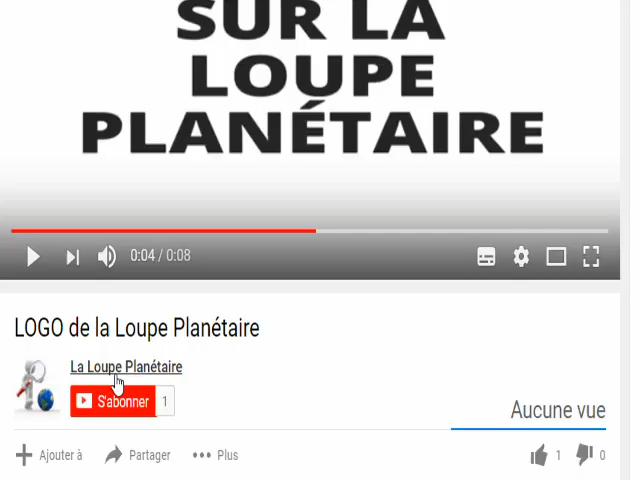 SUR LA
LOUPE
PLANÉTAIRE
0:04 / 0:08
LOGO de la Loupe Planétaire
La Loupe Planétaire
S'abonner 1
Aucune vue
Ajouter à Partager Plus 1 0